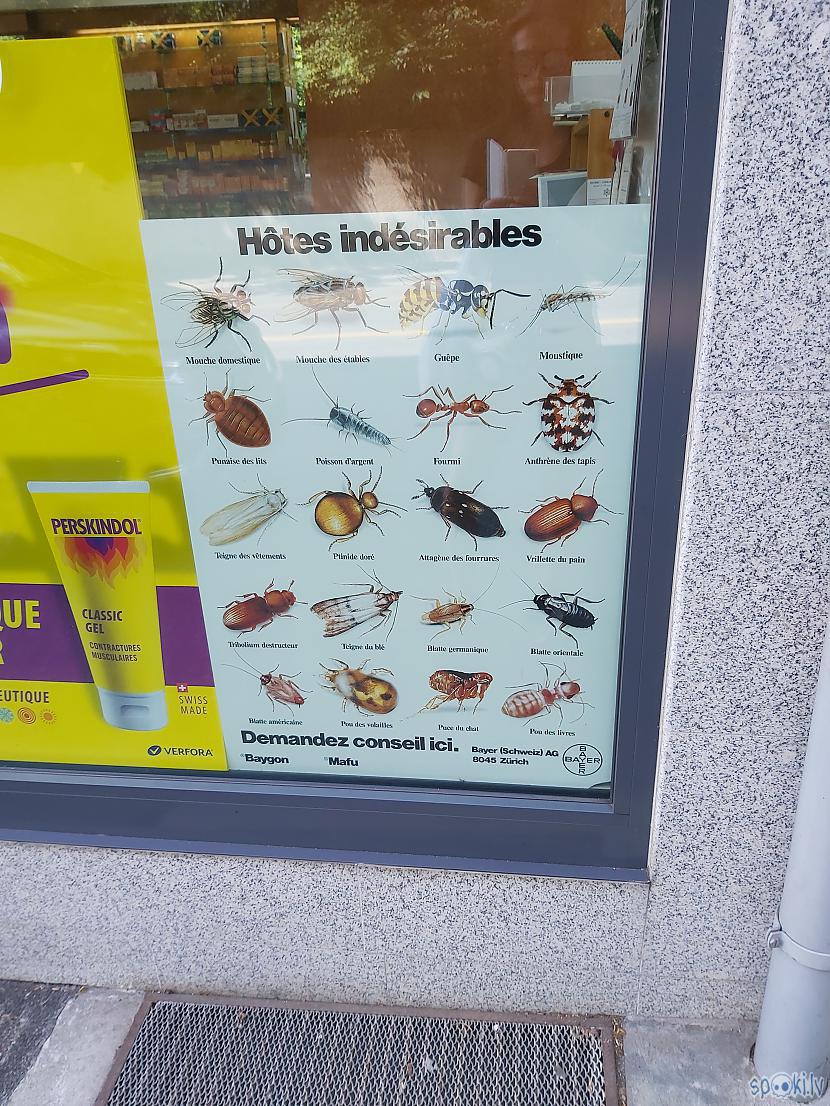 Hôtes indésirables
Mouche domestique
Mouche des étables
Guêpe
Moustique
Punaise des lits
Poisson d'argent
Fourmi
Anthrène des tapis
Teigne des vêtements
Ptinide doré
Attagène des fourrures
Vrillette du pain
Tribolium destructeur
Teigne du blé
Blatte germanique
Blatte orientale
Blatte américaine
Pou des volailles
Puce du chat
Pou des livres
Demandez conseil ici.
®Baygon
®Mafu
Bayer (Schweiz) AG
8045 Zürich
BAYER
BAYER
PERSKINDOL
CLASSIC
GEL
CONTRACTURES
MUSCULAIRES
QUE
R
EUTIQUE
SWISS
MADE
VERFORA
spoki.lv